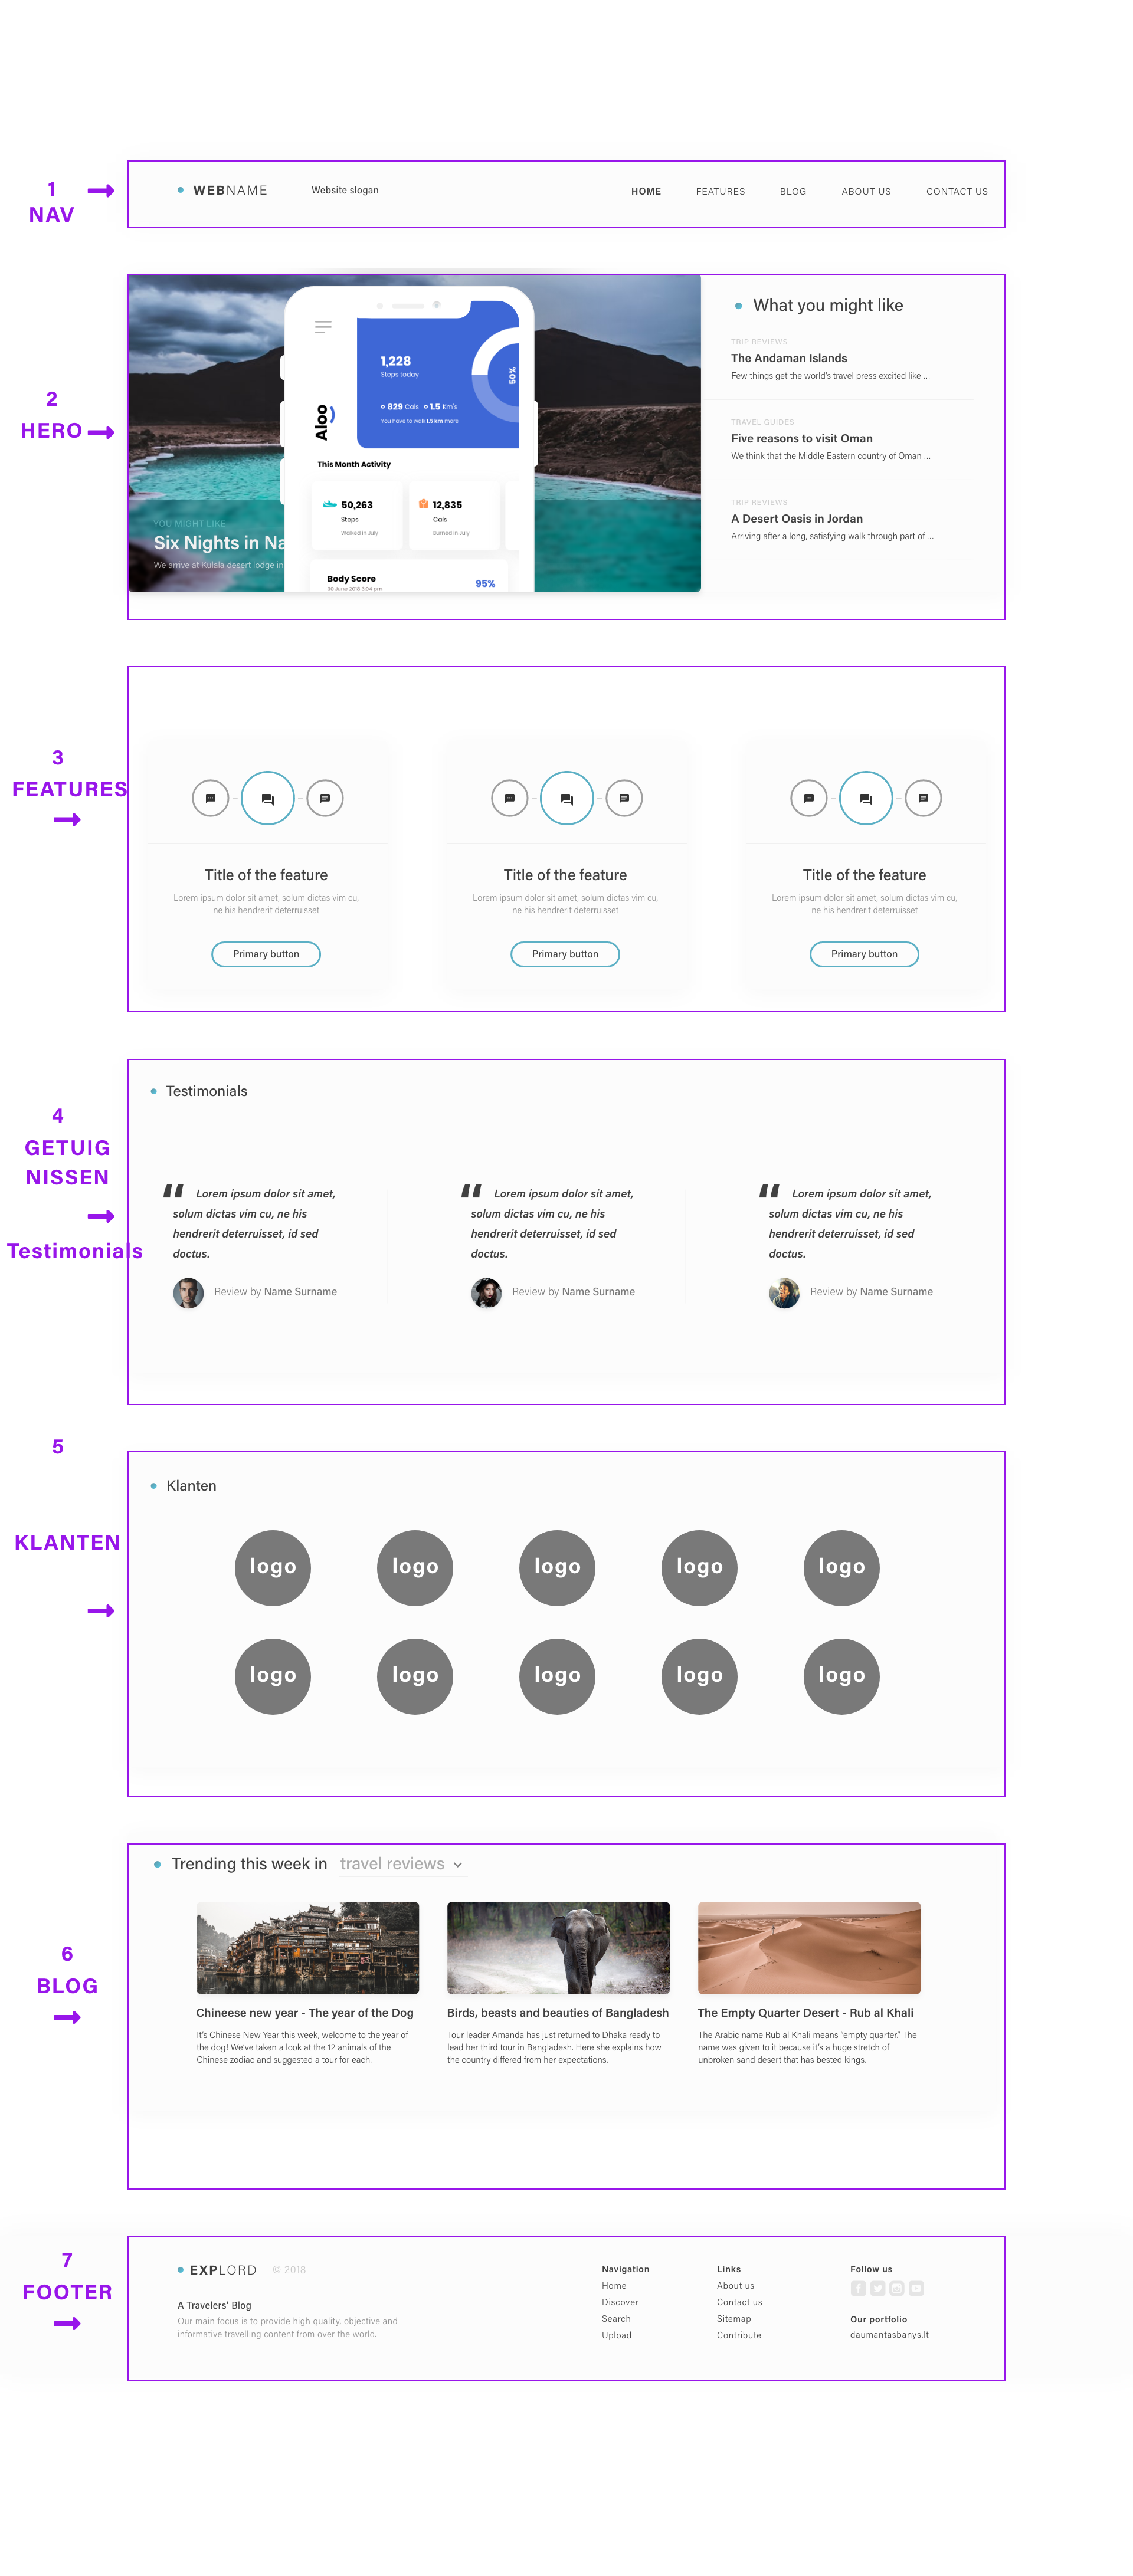 1
NAV
WEBNAME
Website slogan
HOME
FEATURES
BLOG
ABOUT US
CONTACT US
2
HERO
1,228
Steps today
50%
829 Cals
1.5 Km's
You have to walk 1.5 km more
Aloo
This Month Activity
50,263
Steps
Walked in July
12,835
Cals
Burned in July
Body Score
30 June 2018 3:04 pm
95%
YOU MIGHT LIKE
Six Nights in Na
We arrive at Kulala desert lodge in
What you might like
TRIP REVIEWS
The Andaman Islands
Few things get the world's travel press excited like ...
TRAVEL GUIDES
Five reasons to visit Oman
We think that the Middle Eastern country of Oman ...
TRIP REVIEWS
A Desert Oasis in Jordan
Arriving after a long, satisfying walk through part of ...
3
FEATURES
Title of the feature
Lorem ipsum dolor sit amet, solum dictas vim cu,
ne his hendrerit deterruisset
Primary button
Title of the feature
Lorem ipsum dolor sit amet, solum dictas vim cu,
ne his hendrerit deterruisset
Primary button
Title of the feature
Lorem ipsum dolor sit amet, solum dictas vim cu,
ne his hendrerit deterruisset
Primary button
4
GETUIG
NISSEN
Testimonials
Testimonials
" Lorem ipsum dolor sit amet,
solum dictas vim cu, ne his
hendrerit deterruisset, id sed
doctus.
Review by Name Surname
" Lorem ipsum dolor sit amet,
solum dictas vim cu, ne his
hendrerit deterruisset, id sed
doctus.
Review by Name Surname
" Lorem ipsum dolor sit amet,
solum dictas vim cu, ne his
hendrerit deterruisset, id sed
doctus.
Review by Name Surname
5
KLANTEN
Klanten
logo
logo
logo
logo
logo
logo
logo
logo
logo
logo
6
BLOG
Trending this week in travel reviews
Chineese new year - The year of the Dog
It's Chinese New Year this week, welcome to the year of
the dog! We've taken a look at the 12 animals of the
Chinese zodiac and suggested a tour for each.
Birds, beasts and beauties of Bangladesh
Tour leader Amanda has just returned to Dhaka ready to
lead her third tour in Bangladesh. Here she explains how
the country differed from her expectations.
The Empty Quarter Desert - Rub al Khali
The Arabic name Rub al Khali means "empty quarter." The
name was given to it because it's a huge stretch of
unbroken sand desert that has bested kings.
7
FOOTER
EXPLORD
© 2018
A Travelers' Blog
Our main focus is to provide high quality, objective and
informative travelling content from over the world.
Navigation
Home
Discover
Search
Upload
Links
About us
Contact us
Sitemap
Contribute
Follow us
Our portfolio
daumantasbanys.lt